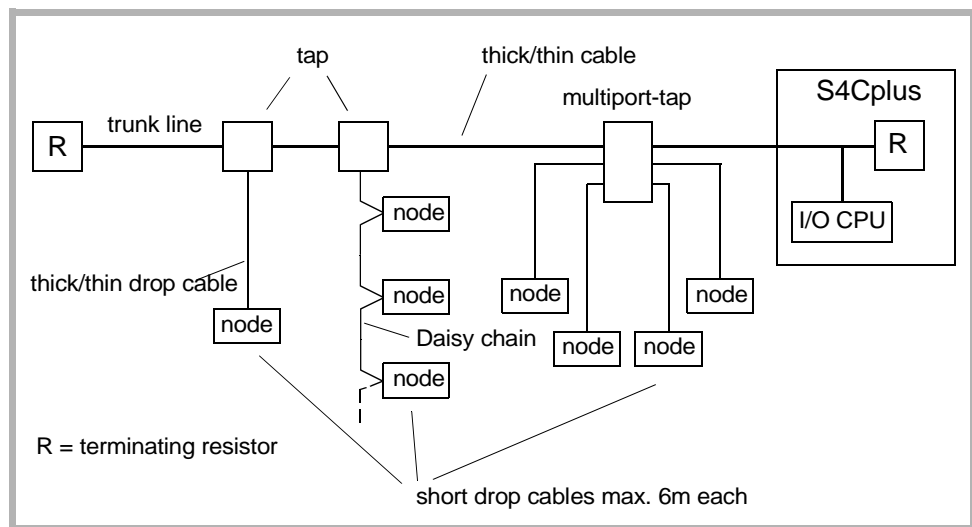 tap
thick/thin cable
S4Cplus
multiport-tap
trunk line
R
R
node
I/O CPU
thick/thin drop cable
node
node
node
node
Daisy chain
node
node
node
R = terminating resistor
short drop cables max. 6m each